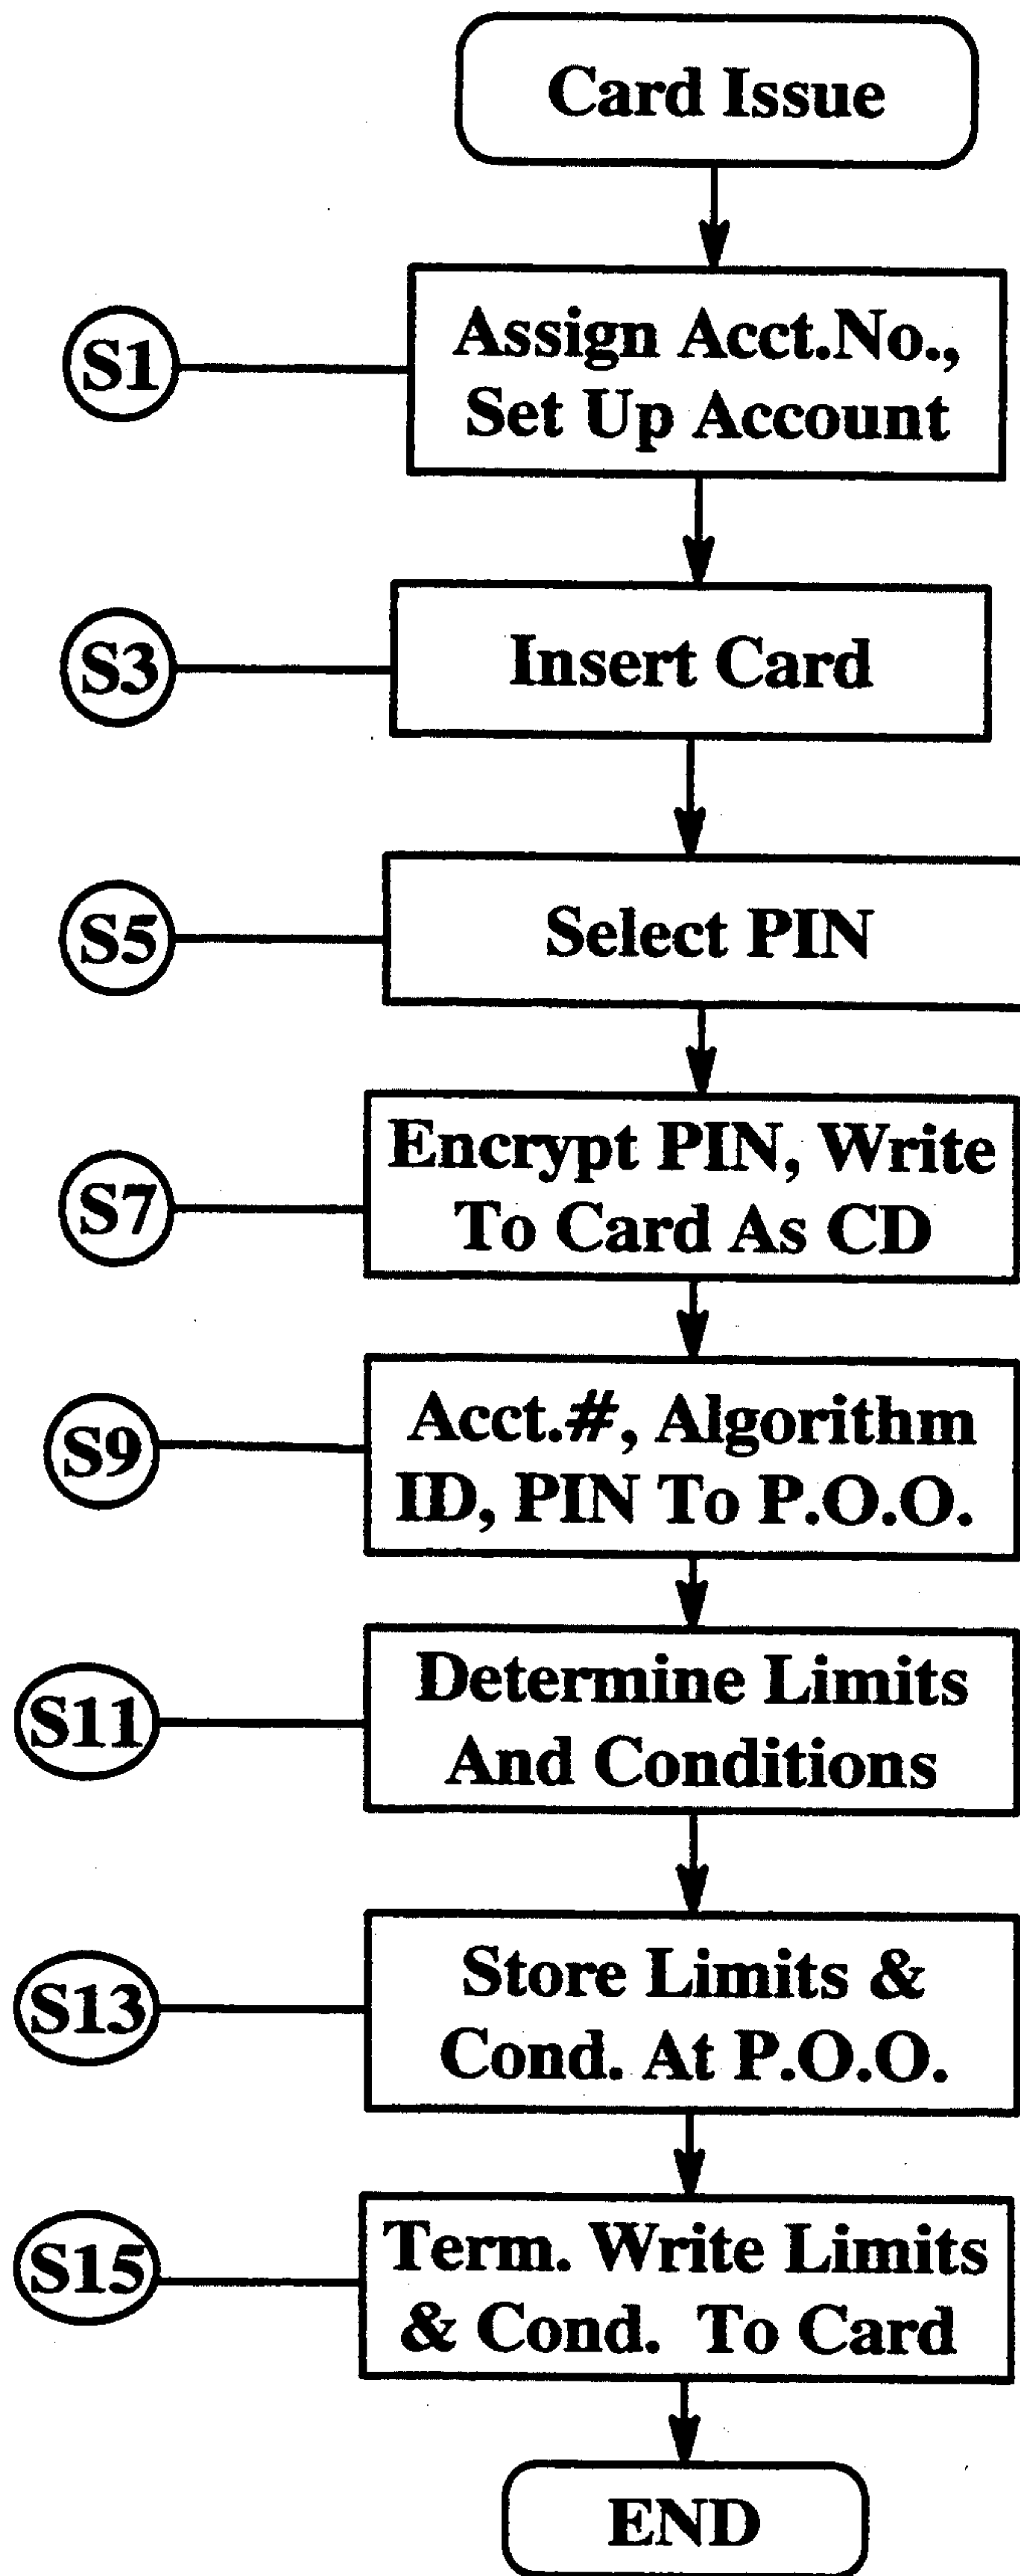 Card Issue
S1
Assign Acct.No.,
Set Up Account
S3
Insert Card
S5
Select PIN
S7
Encrypt PIN, Write
To Card As CD
S9
Acct.#, Algorithm
ID, PIN To P.O.O.
S11
Determine Limits
And Conditions
S13
Store Limits &
Cond. At P.O.O.
S15
Term. Write Limits
& Cond. To Card
END